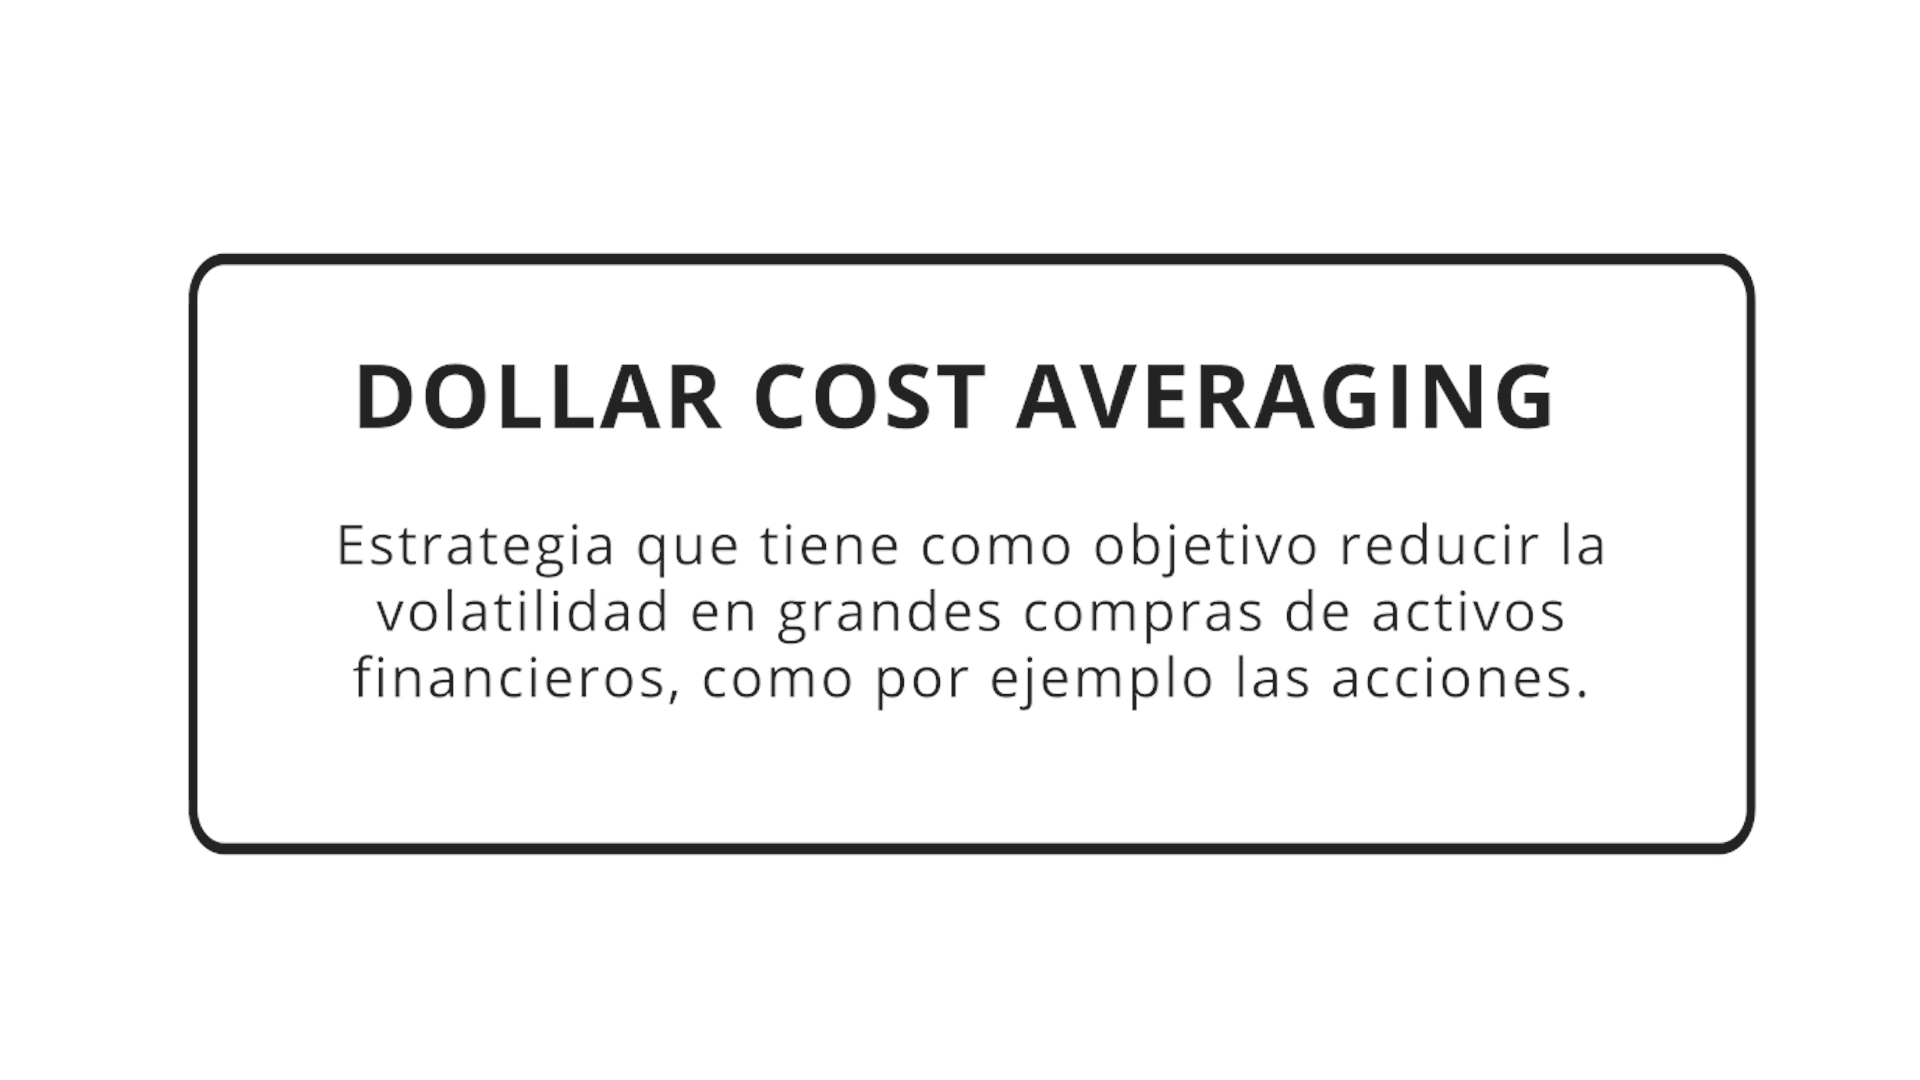 DOLLAR COST AVERAGING
Estrategia que tiene como objetivo reducir la
volatilidad en grandes compras de activos
financieros, como por ejemplo las acciones.